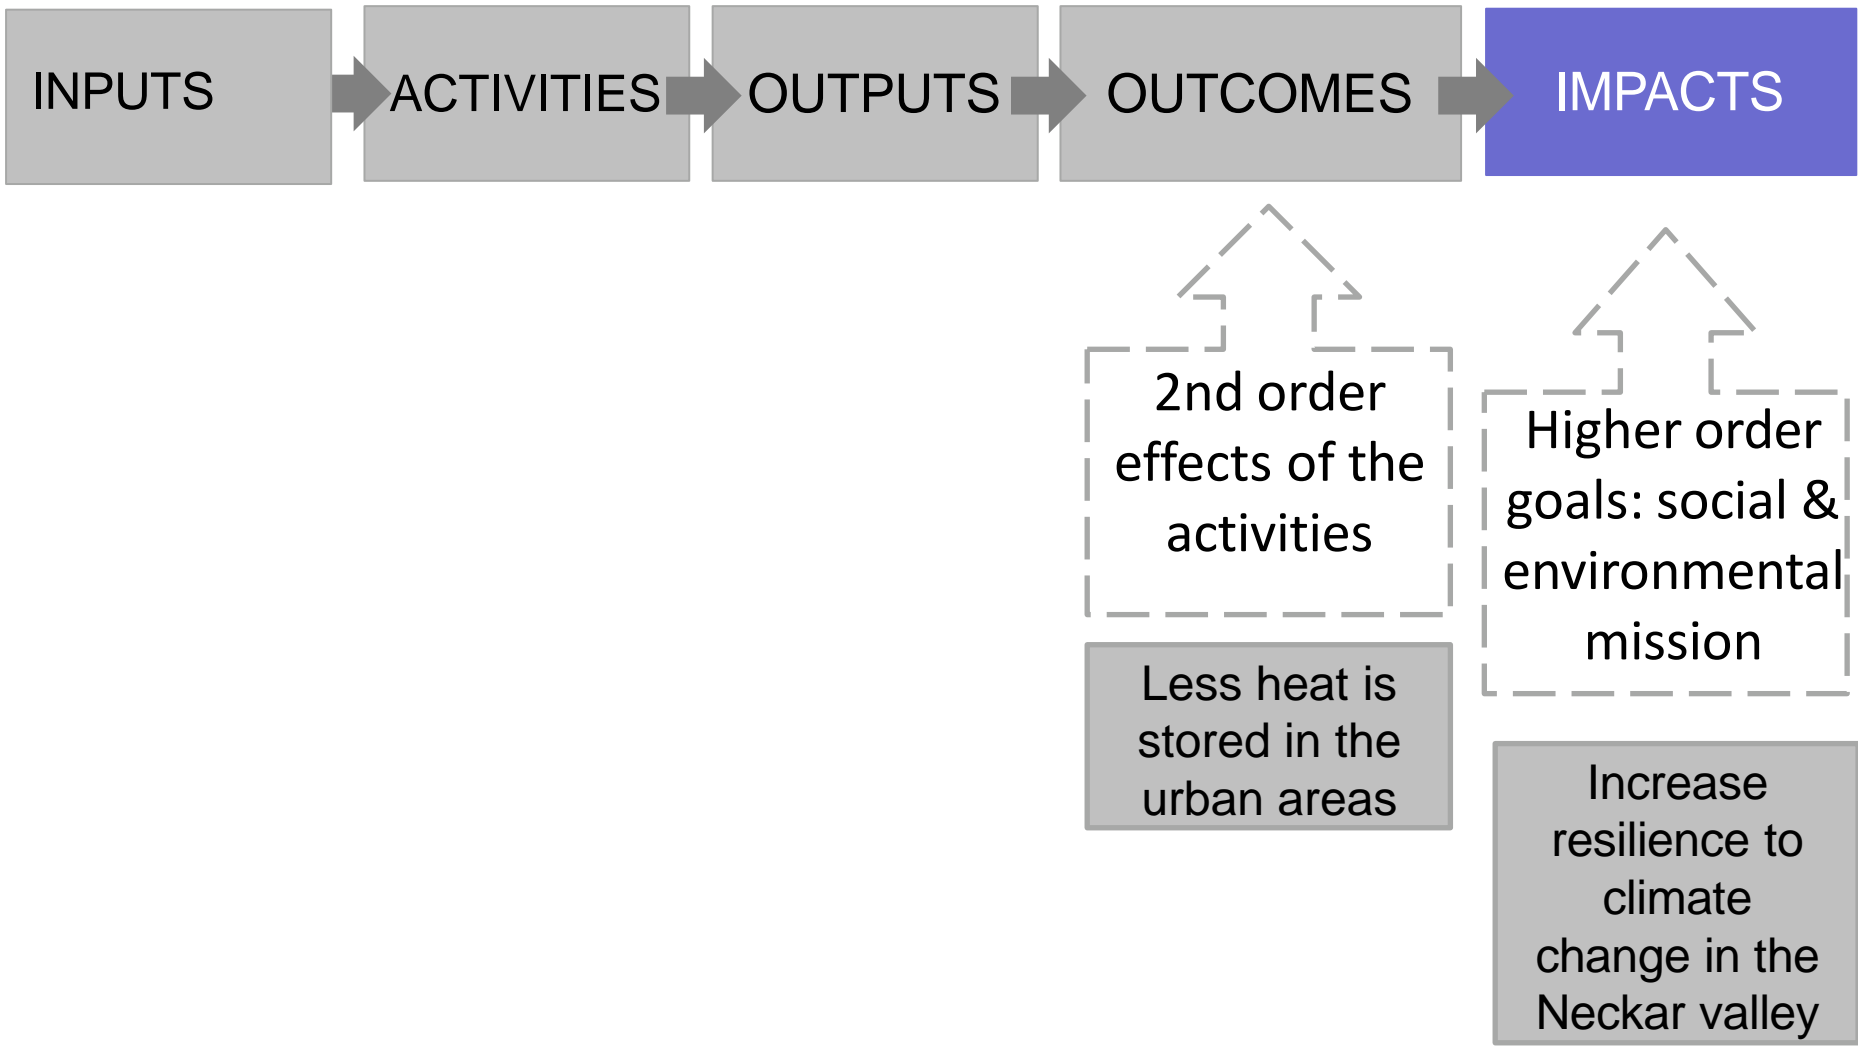 INPUTS
ACTIVITIES
OUTPUTS
OUTCOMES
IMPACTS
2nd order
effects of the
activities
Less heat is
stored in the
urban areas
Higher order
goals: social &
environmental
mission
Increase
resilience to
climate
change in the
Neckar valley